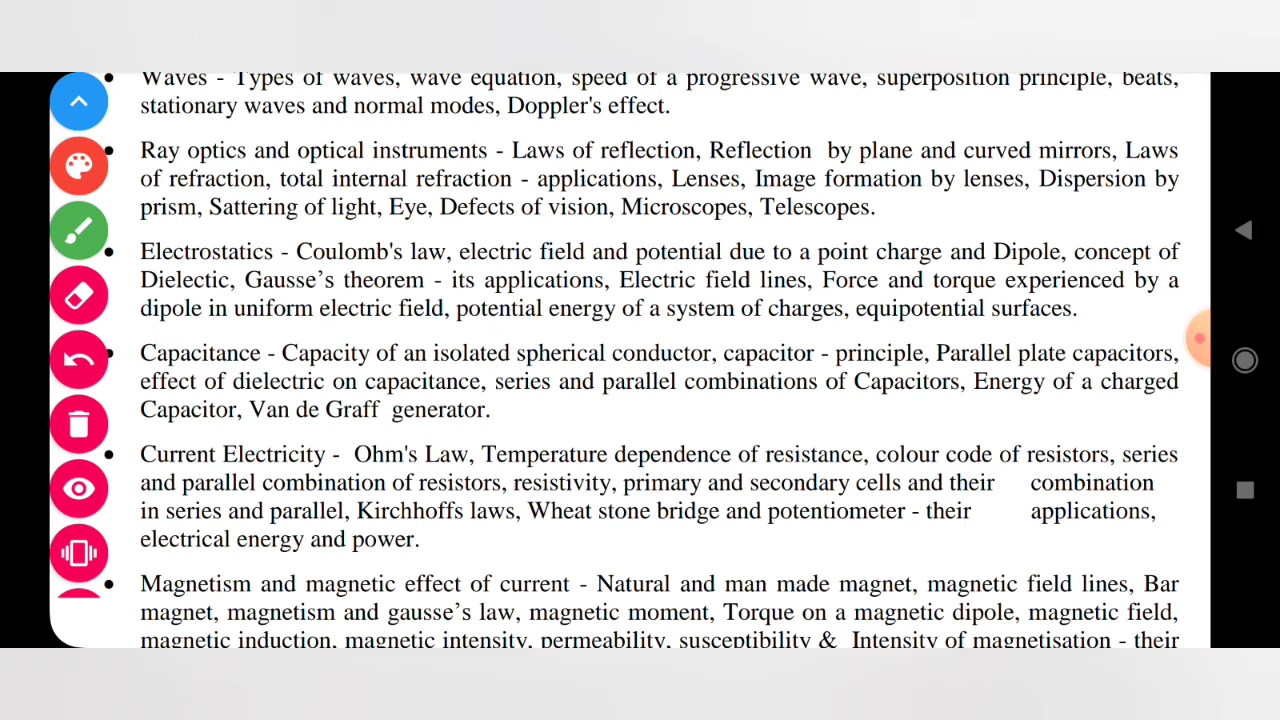 Waves - Types of waves, wave equation, speed of a progressive wave, superposition principle, beats,
stationary waves and normal modes, Doppler's effect.
Ray optics and optical instruments - Laws of reflection, Reflection by plane and curved mirrors, Laws
of refraction, total internal refraction - applications, Lenses, Image formation by lenses, Dispersion by
prism, Sattering of light, Eye, Defects of vision, Microscopes, Telescopes.
Electrostatics - Coulomb's law, electric field and potential due to a point charge and Dipole, concept of
Dielectic, Gausse’s theorem - its applications, Electric field lines, Force and torque experienced by a
dipole in uniform electric field, potential energy of a system of charges, equipotential surfaces.
Capacitance - Capacity of an isolated spherical conductor, capacitor - principle, Parallel plate capacitors,
effect of dielectric on capacitance, series and parallel combinations of Capacitors, Energy of a charged
Capacitor, Van de Graff generator.
Current Electricity - Ohm's Law, Temperature dependence of resistance, colour code of resistors, series
and parallel combination of resistors, resistivity, primary and secondary cells and their combination
in series and parallel, Kirchhoffs laws, Wheat stone bridge and potentiometer - their applications,
electrical energy and power.
Magnetism and magnetic effect of current - Natural and man made magnet, magnetic field lines, Bar
magnet, magnetism and gausse’s law, magnetic moment, Torque on a magnetic dipole, magnetic field,
magnetic induction, magnetic intensity, permeability, susceptibility & Intensity of magnetisation - their